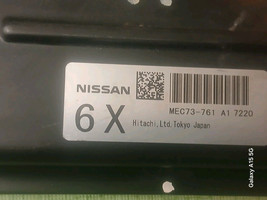 NISSAN
MEC73-761 A1 7220
6 X
Hitachi,Ltd.Tokyo Japan
Galaxy A15 5G